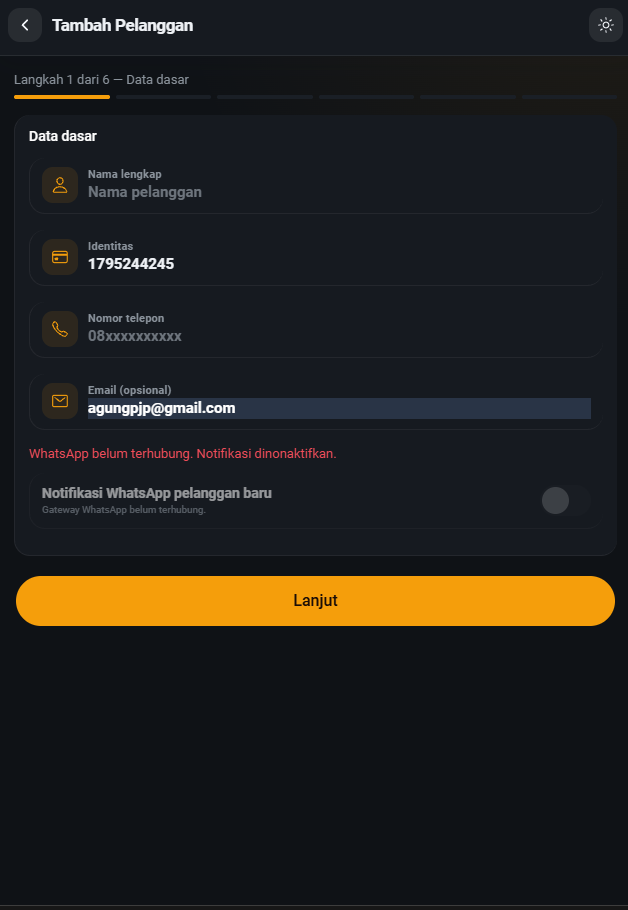 Tambah Pelanggan
Langkah 1 dari 6 — Data dasar
Data dasar
Nama lengkap
Nama pelanggan
Identitas
1795244245
Nomor telepon
08xxxxxxxxxx
Email (opsional)
agungpjp@gmail.com
WhatsApp belum terhubung. Notifikasi dinonaktifkan.
Notifikasi WhatsApp pelanggan baru
Gateway WhatsApp belum terhubung.
Lanjut